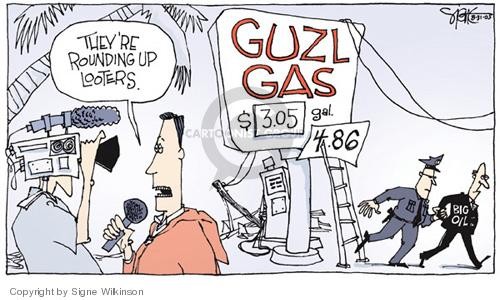 THEY'RE
ROUNDING UP
LOOTERS.
GUZL
GAS
$ 3.05 gal.
4.86
BIG
OIL
Copyright by Signe Wilkinson